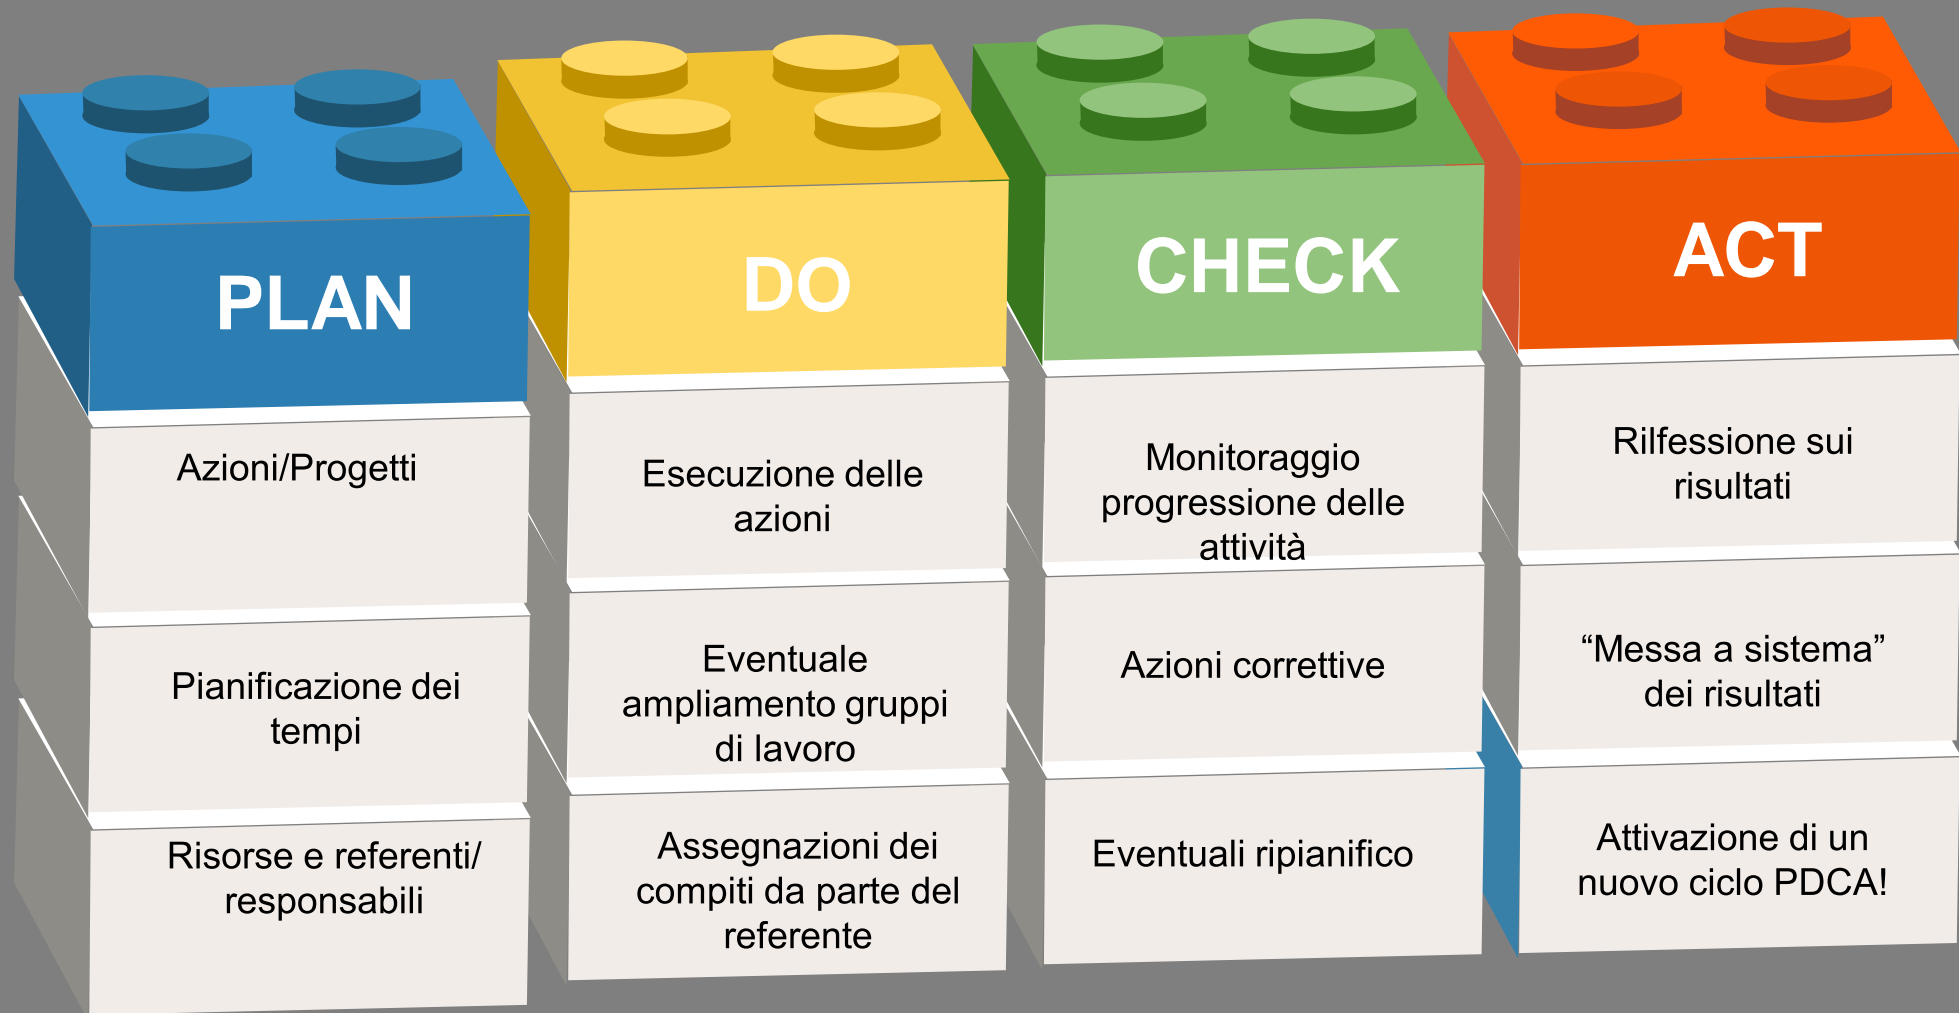 PLAN
Azioni/Progetti
Pianificazione dei
tempi
Risorse e referenti/
responsabili
DO
Esecuzione delle
azioni
Eventuale
ampliamento gruppi
di lavoro
Assegnazioni dei
compiti da parte del
referente
CHECK
Monitoraggio
progressione delle
attività
Azioni correttive
Eventuali ripianifico
ACT
Rilfessione sui
risultati
“Messa a sistema”
dei risultati
Attivazione di un
nuovo ciclo PDCA!